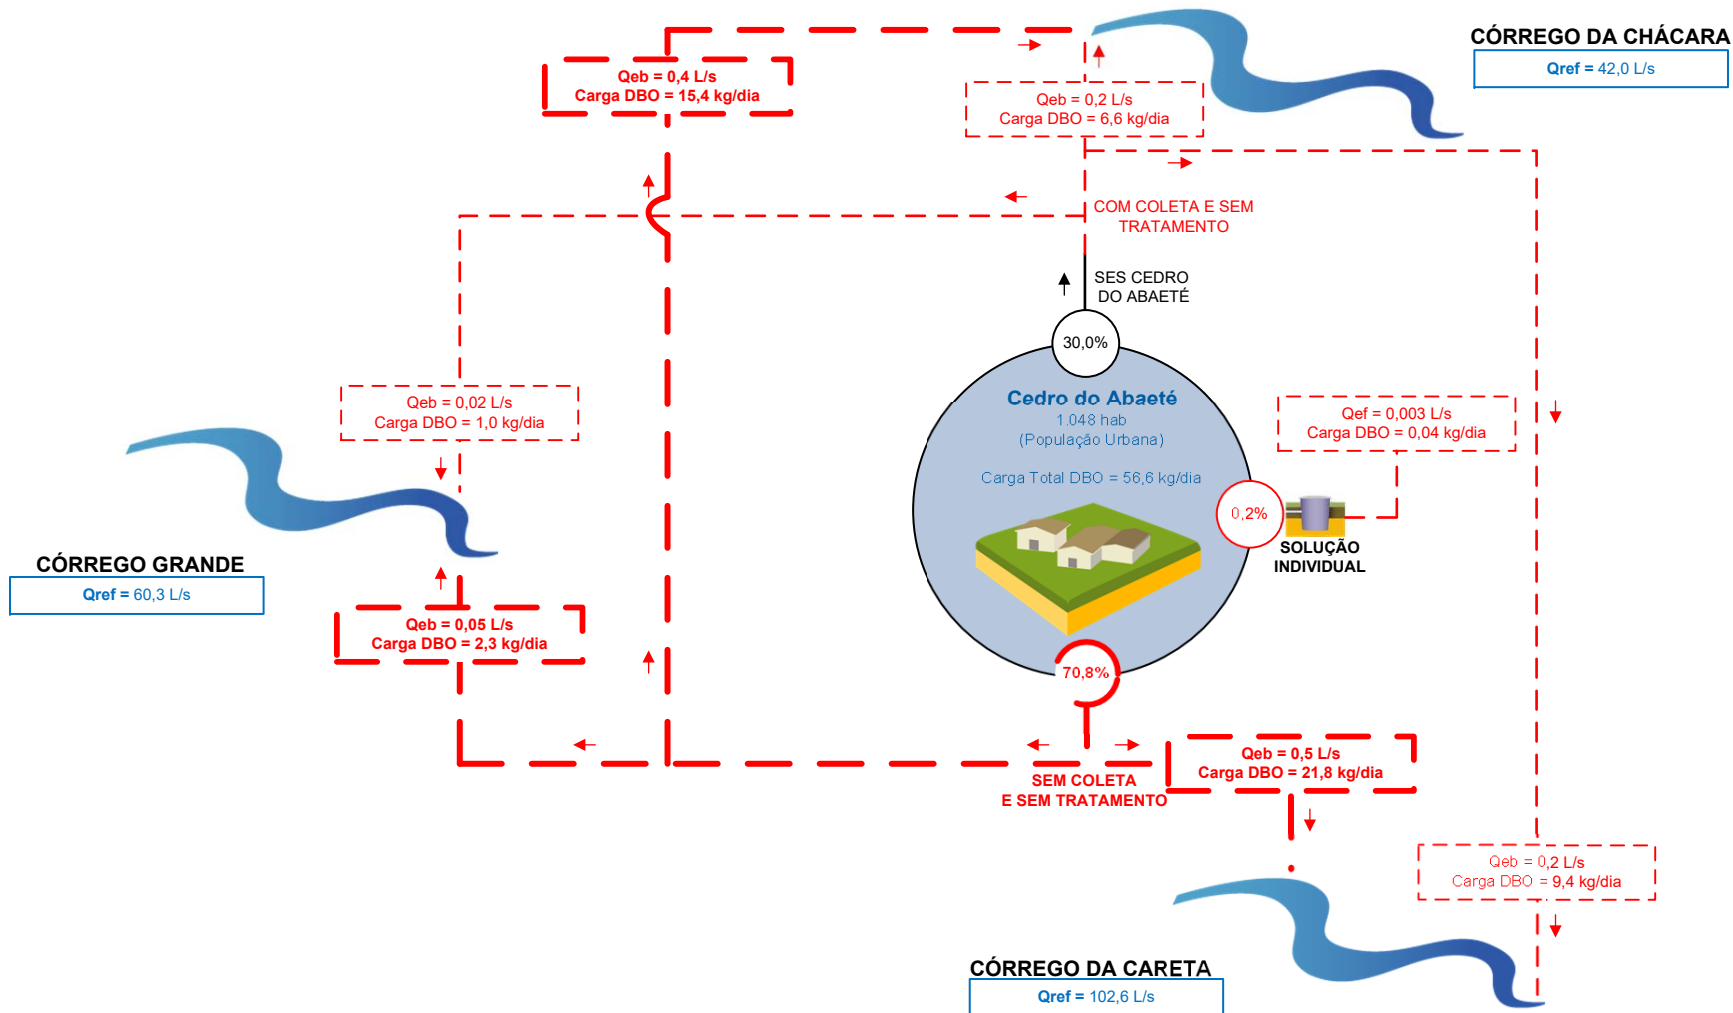 CÓRREGO DA CHÁCARA
Qref = 42,0 L/s
Qeb = 0,4 L/s
Carga DBO = 15,4 kg/dia
Qeb = 0,2 L/s
Carga DBO = 6,6 kg/dia
COM COLETA E SEM
TRATAMENTO
SES CEDRO
DO ABAETÉ
30,0%
Cedro do Abaeté
1.048 hab
(População Urbana)
Carga Total DBO = 56,6 kg/dia
Qeb = 0,02 L/s
Carga DBO = 1,0 kg/dia
Qef = 0,003 L/s
Carga DBO = 0,04 kg/dia
0,2%
SOLUÇÃO
INDIVIDUAL
CÓRREGO GRANDE
Qref = 60,3 L/s
Qeb = 0,05 L/s
Carga DBO = 2,3 kg/dia
70,8%
SEM COLETA
E SEM TRATAMENTO
Qeb = 0,5 L/s
Carga DBO = 21,8 kg/dia
Qeb = 0,2 L/s
Carga DBO = 9,4 kg/dia
CÓRREGO DA CARETA
Qref = 102,6 L/s